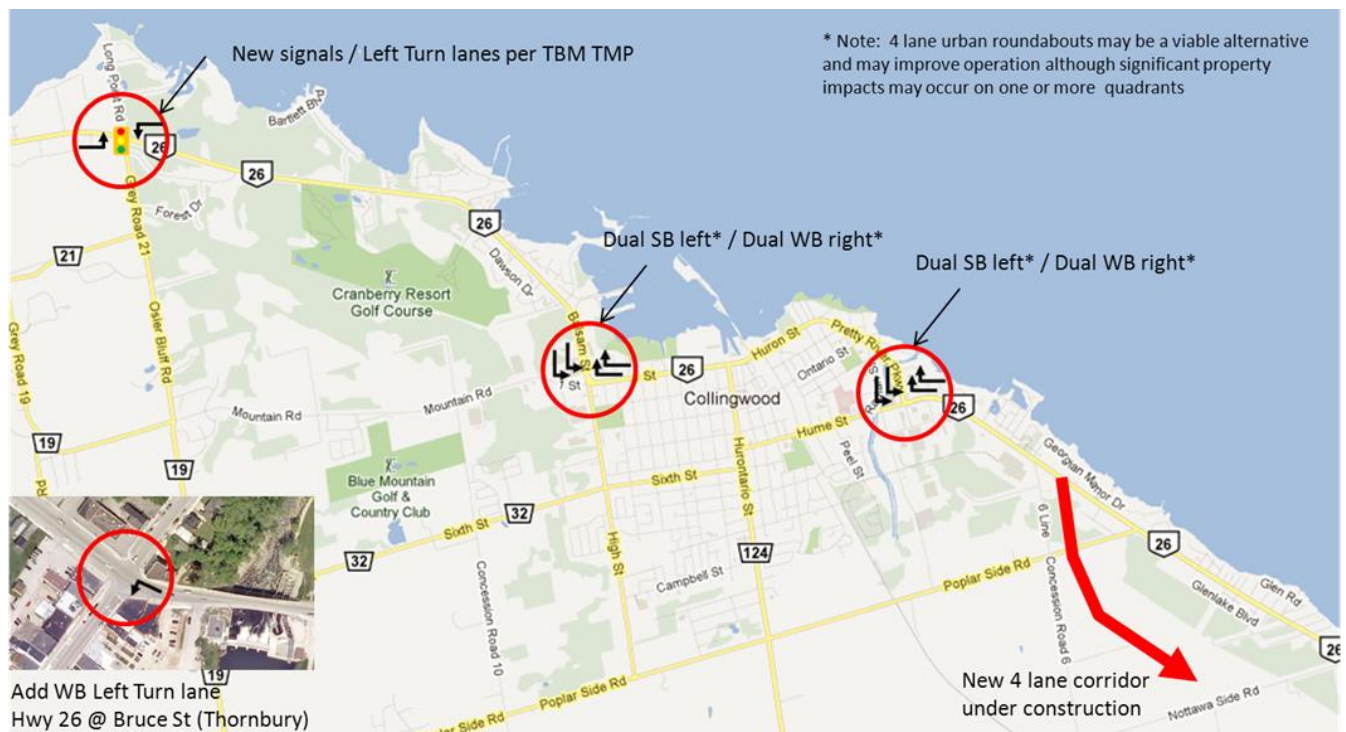 New signals / Left Turn lanes per TBM TMP
* Note: 4 lane urban roundabouts may be a viable alternative
and may improve operation although significant property
impacts may occur on one or more quadrants
Long Point Rd
Bartlett Blvd
26
26
26
Forest Dr
Grey Road 21
21
Dual SB left* / Dual WB right*
Dual SB left* / Dual WB right*
Dawson Dr
Cranberry Resort
Golf Course
Osler Bluff Rd
Grey Road 19
Balsam St
Huron St
Pretty River Pkwy
Ontario St
26
St
St
Collingwood
26
Mountain Rd
Mountain Rd
Hume St
Georgian Manor Dr
19
19
Peel St
Blue Mountain
Golf &
Country Club
Sixth St
Hurontario St
32
Sixth St
32
High St
6 Line
Concession Road 6
26
124
Campbell St
Poplar Side Rd
Glenlake Blvd
Glen Rd
Concession Road 10
26
19
Poplar Side Rd
Nottawa Side Rd
Add WB Left Turn lane
Hwy 26 @ Bruce St (Thornbury)
New 4 lane corridor
under construction